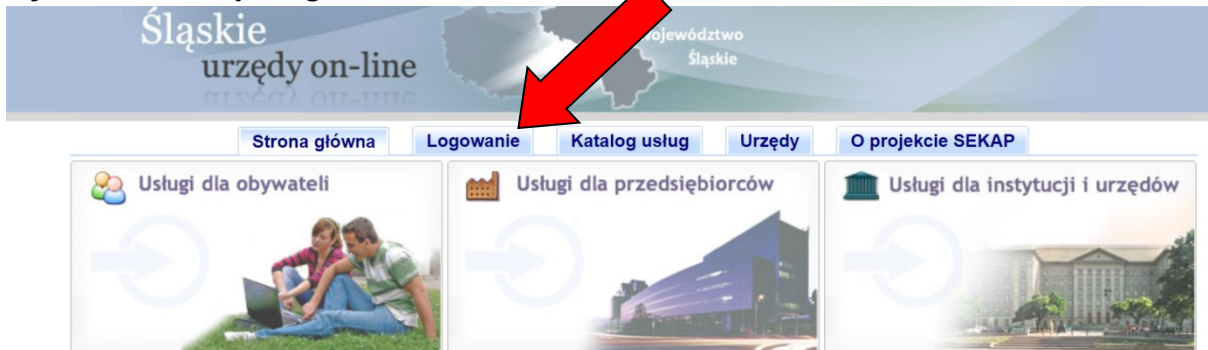 Śląskie
urzędy on-line
Śląskie
Strona główna Logowanie Katalog usług Urzędy O projekcie SEKAP
Usługi dla obywateli Usługi dla przedsiębiorców Usługi dla instytucji i urzędów